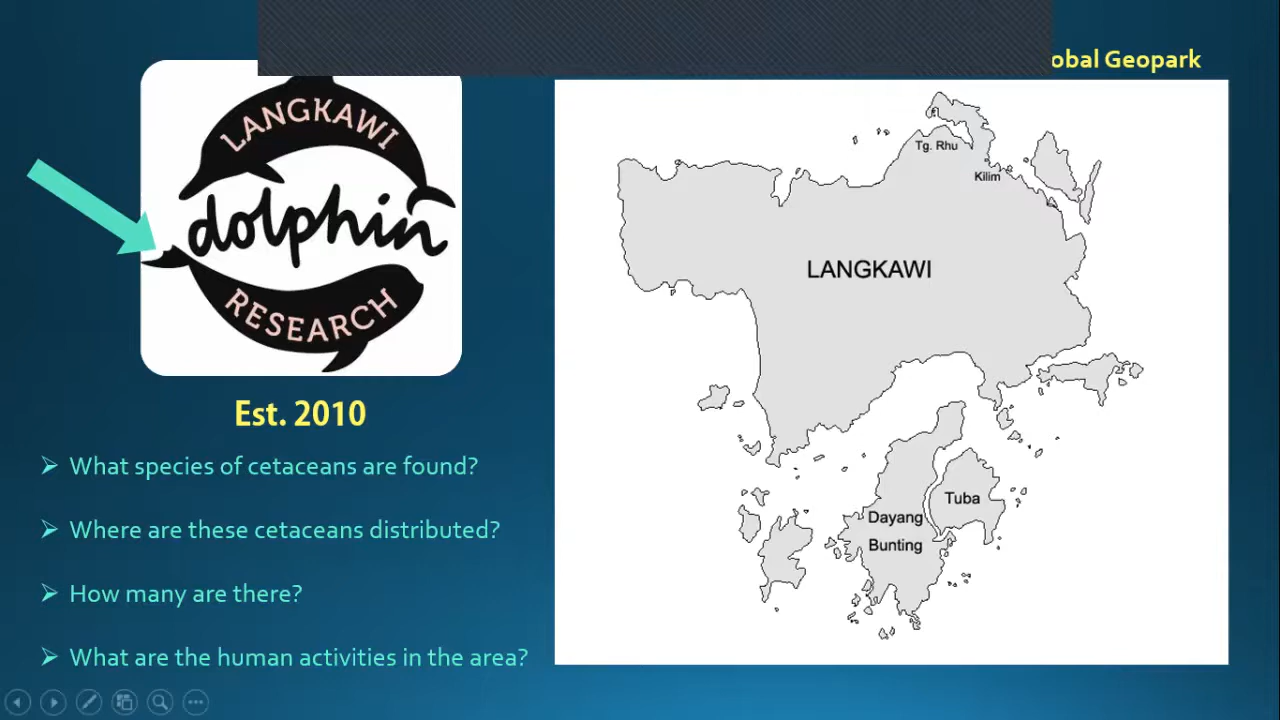 Global Geopark
LANGKAWI
dolphin
RESEARCH
Est. 2010
➢ What species of cetaceans are found?
➢ Where are these cetaceans distributed?
➢ How many are there?
➢ What are the human activities in the area?
Tg. Rhu
Kilim
LANGKAWI
Tuba
Dayang
Bunting